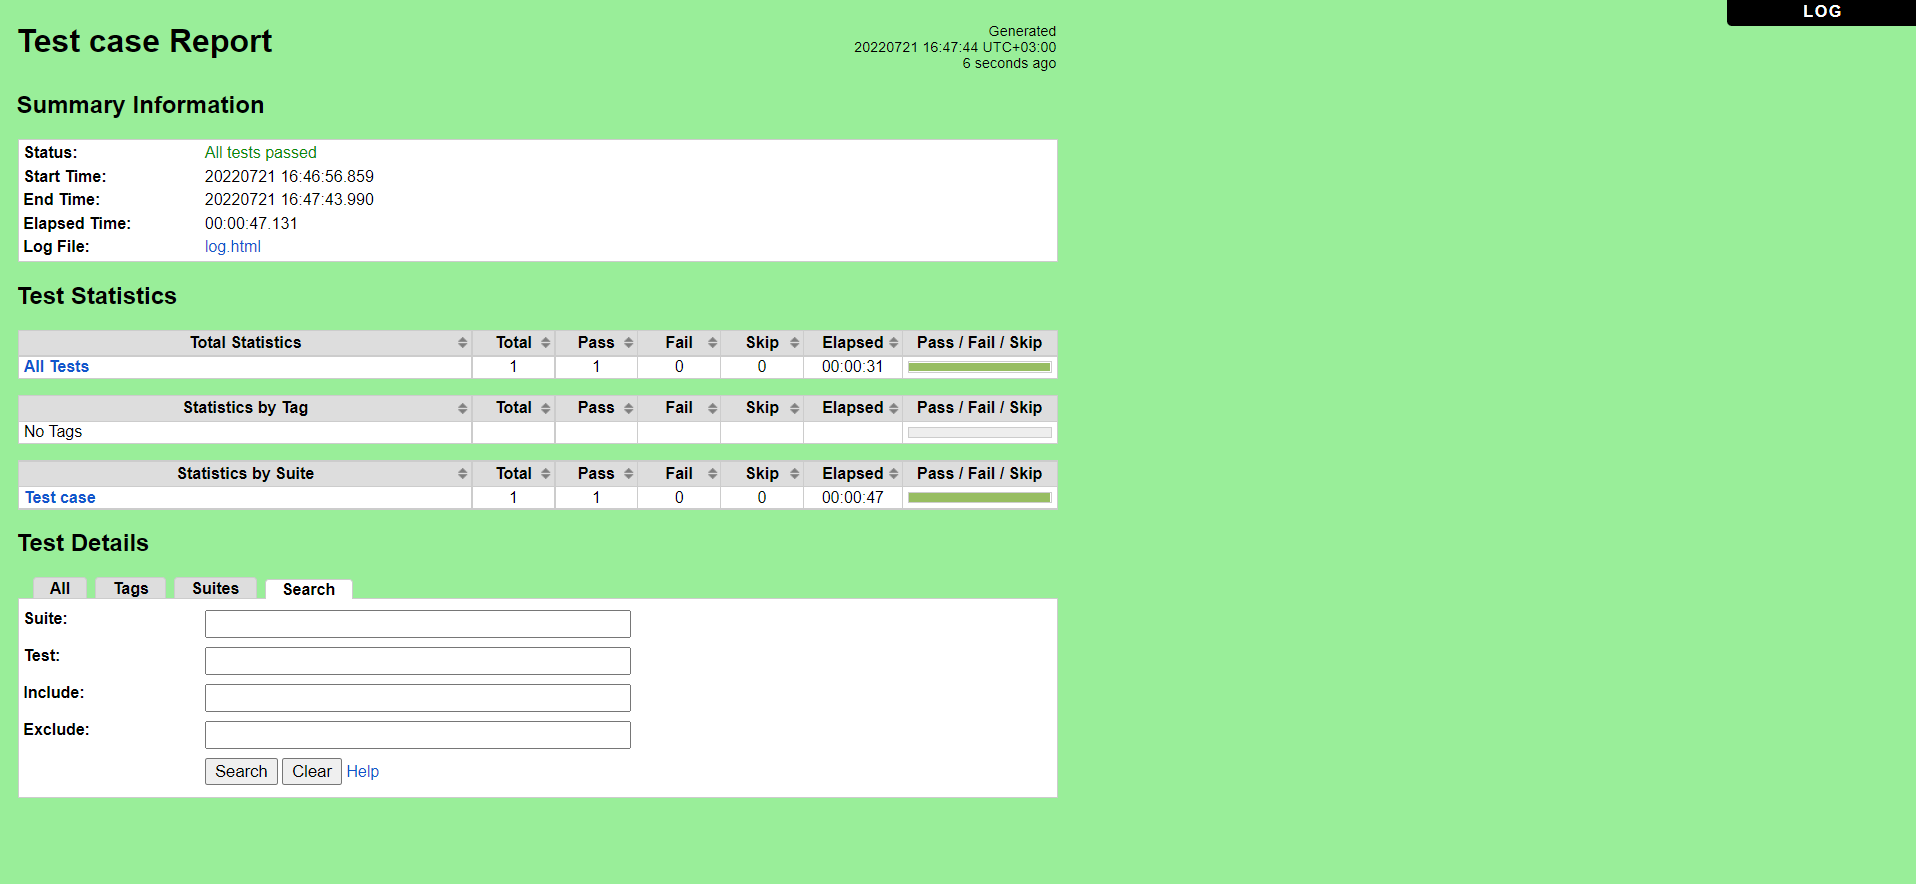 LOG
Test case Report
Generated
20220721 16:47:44 UTC+03:00
6 seconds ago
Summary Information
Status: All tests passed
Start Time: 20220721 16:46:56.859
End Time: 20220721 16:47:43.990
Elapsed Time: 00:00:47.131
Log File: log.html
Test Statistics
Total Statistics Total Pass Fail Skip Elapsed Pass / Fail / Skip
All Tests 1 1 0 0 00:00:31
Statistics by Tag Total Pass Fail Skip Elapsed Pass / Fail / Skip
No Tags
Statistics by Suite Total Pass Fail Skip Elapsed Pass / Fail / Skip
Test case 1 1 0 0 00:00:47
Test Details
All Tags Suites Search
Suite:
Test:
Include:
Exclude:
Search Clear Help